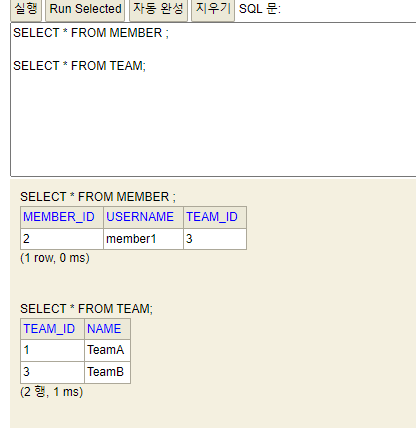 실행 Run Selected 자동 완성 지우기 SQL 문:
SELECT * FROM MEMBER ;
SELECT * FROM TEAM;
SELECT * FROM MEMBER ;
MEMBER_ID USERNAME TEAM_ID
2 member1 3
(1 row, 0 ms)
SELECT * FROM TEAM;
TEAM_ID NAME
1 TeamA
3 TeamB
(2 행, 1 ms)